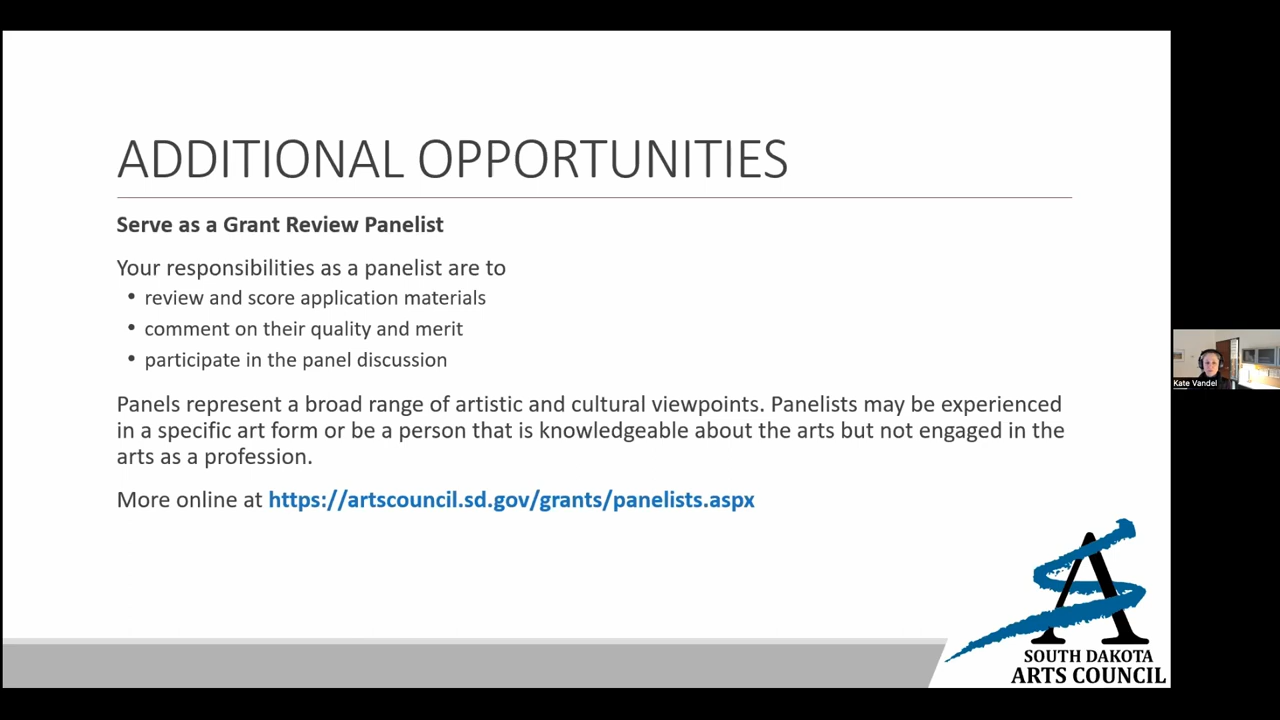 ADDITIONAL OPPORTUNITIES
Serve as a Grant Review Panelist
Your responsibilities as a panelist are to
• review and score application materials
• comment on their quality and merit
• participate in the panel discussion
Panels represent a broad range of artistic and cultural viewpoints. Panelists may be experienced
in a specific art form or be a person that is knowledgeable about the arts but not engaged in the
arts as a profession.
More online at https://artscouncil.sd.gov/grants/panelists.aspx
Kate Vandel
SOUTH DAKOTA
ARTS COUNCIL